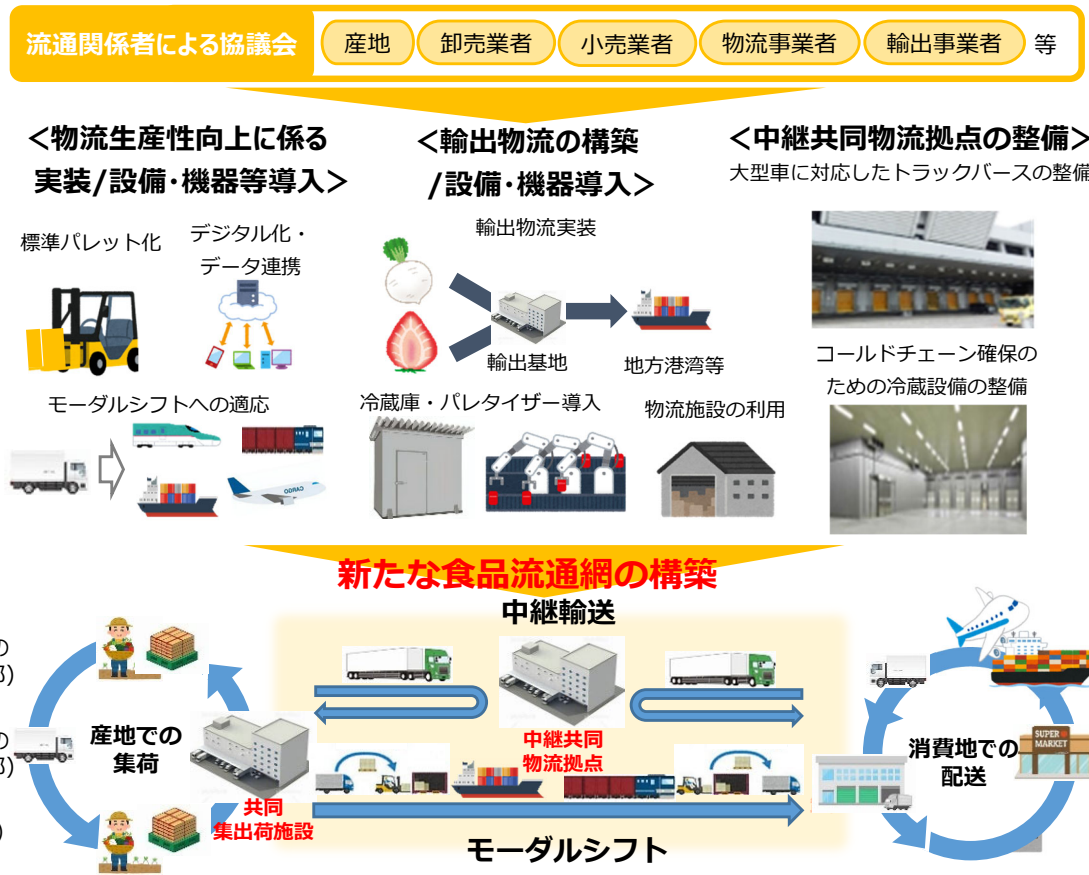 流通関係者による協議会
産地
卸売業者
小売業者
物流事業者
輸出事業者
等
<物流生産性向上に係る
実装/設備・機器等導入>
標準パレット化
デジタル化・
データ連携
モーダルシフトへの適応
CARGO
<輸出物流の構築
/設備・機器導入>
輸出物流実装
輸出基地
地方港湾等
冷蔵庫・パレタイザー導入
物流施設の利用
<中継共同物流拠点の整備>
大型車に対応したトラックバースの整備
コールドチェーン確保の
ための冷蔵設備の整備
新たな食品流通網の構築
中継輸送
の
の
産地での
集荷
共同
集出荷施設
中継共同
物流拠点
モーダルシフト
消費地での
配送
SUPER
MARKET